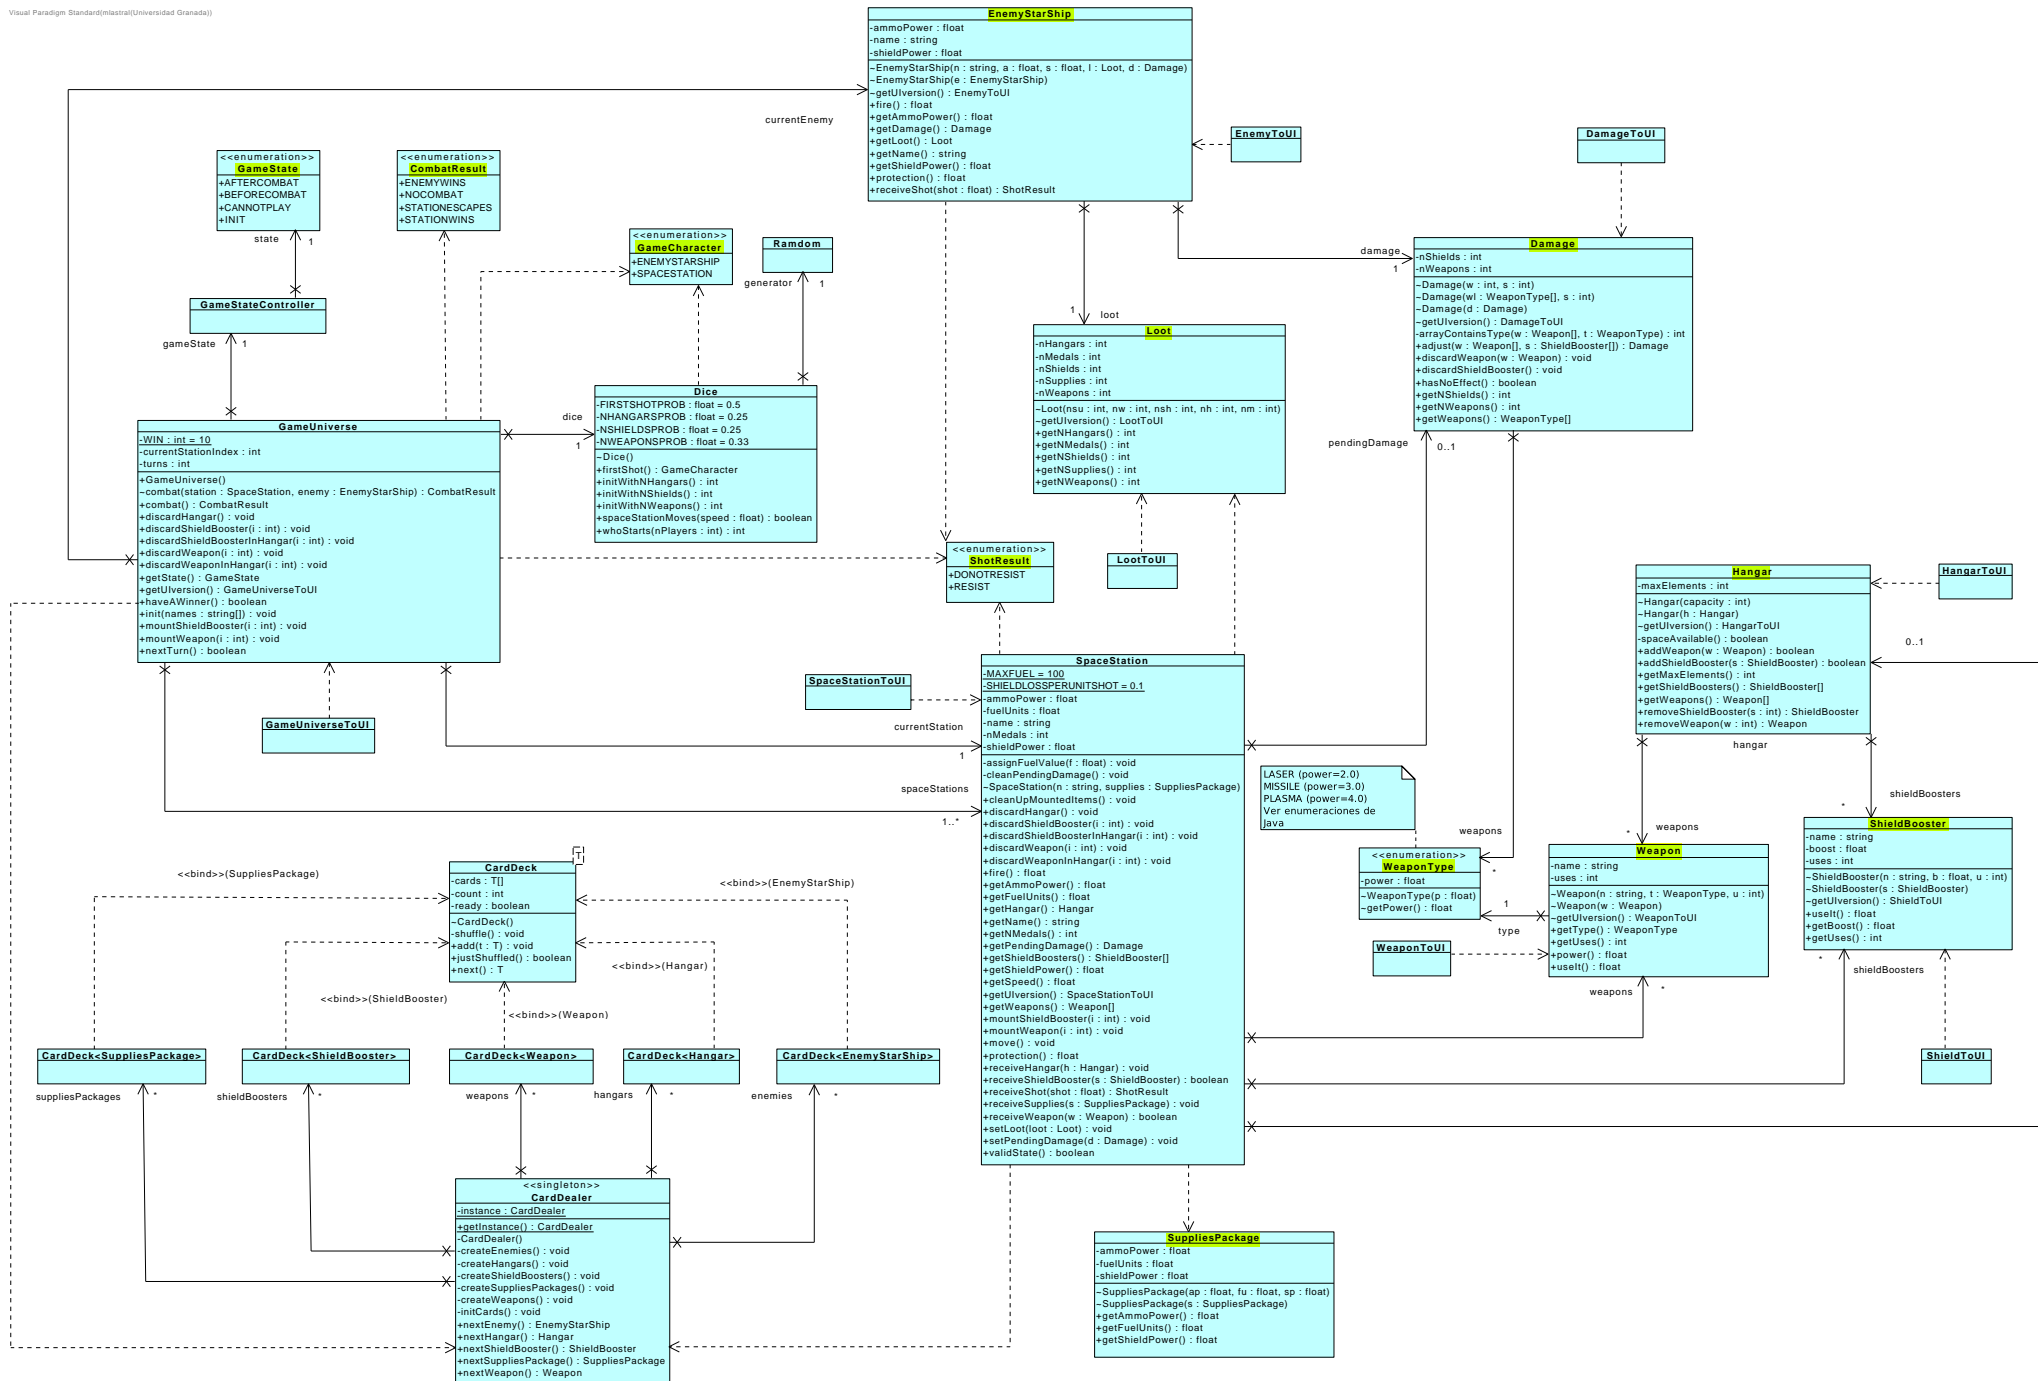 Visual Paradigm Standard(mlastral(Universidad Granada))
EnemyStarShip
-ammoPower : float
-name : string
-shieldPower : float
~EnemyStarShip(n : string, a : float, s : float, l : Loot, d : Damage)
~EnemyStarShip(e : EnemyStarShip)
~getUIversion() : EnemyToUI
+fire() : float
+getAmmoPower() : float
+getDamage() : Damage
+getLoot() : Loot
+getName() : string
+getShieldPower() : float
+protection() : float
+receiveShot(shot : float) : ShotResult
currentEnemy
EnemyToUI
DamageToUI
<<enumeration>>
GameState
+AFTERCOMBAT
+BEFORECOMBAT
+CANNOTPLAY
+INIT
state
1
<<enumeration>>
CombatResult
+ENEMYWINS
+NOCOMBAT
+STATIONESCAPES
+STATIONWINS
<<enumeration>>
GameCharacter
+ENEMYSTARSHIP
+SPACESTATION
Ramdom
generator
1
GameStateController
gameState
1
damage
1
Damage
-nShields : int
-nWeapons : int
~Damage(w : int, s : int)
~Damage(wl : WeaponType[], s : int)
~Damage(d : Damage)
~getUIversion() : DamageToUI
-arrayContainsType(w : Weapon[], t : WeaponType) : int
+adjust(w : Weapon[], s : ShieldBooster[]) : Damage
+discardWeapon(w : Weapon) : void
+discardShieldBooster() : void
+hasNoEffect() : boolean
+getNShields() : int
+getNWeapons() : int
+getWeapons() : WeaponType[]
1
loot
Loot
-nHangars : int
-nMedals : int
-nShields : int
-nSupplies : int
-nWeapons : int
~Loot(nsu : int, nw : int, nsh : int, nh : int, nm : int)
~getUIversion() : LootToUI
+getNHangars() : int
+getNMedals() : int
+getNShields() : int
+getNSupplies() : int
+getNWeapons() : int
LootToUI
pendingDamage
0..1
Dice
-FIRSTSHOTPROB : float = 0.5
-NHANGARSPROB : float = 0.25
-NSHIELDSPROB : float = 0.25
-NWEAPONSPROB : float = 0.33
~Dice()
+firstShot() : GameCharacter
+initWithNHangars() : int
+initWithNShields() : int
+initWithNWeapons() : int
+spaceStationMoves(speed : float) : boolean
+whoStarts(nPlayers : int) : int
dice
1
GameUniverse
-WIN : int = 10
-currentStationIndex : int
-turns : int
+GameUniverse()
~combat(station : SpaceStation, enemy : EnemyStarShip) : CombatResult
+combat() : CombatResult
+discardHangar() : void
+discardShieldBooster(i : int) : void
+discardShieldBoosterInHangar(i : int) : void
+discardWeapon(i : int) : void
+discardWeaponInHangar(i : int) : void
+getState() : GameState
+getUIversion() : GameUniverseToUI
+haveAWinner() : boolean
+init(names : string[]) : void
+mountShieldBooster(i : int) : void
+mountWeapon(i : int) : void
+nextTurn() : boolean
GameUniverseToUI
<<enumeration>>
ShotResult
+DONOTRESIST
+RESIST
SpaceStationToUI
currentStation
1
spaceStations
1..*
SpaceStation
-MAXFUEL = 100
-SHIELDLOSSPERUNITSHOT = 0.1
-ammoPower : float
-fuelUnits : float
-name : string
-nMedals : int
-shieldPower : float
-assignFuelValue(f : float) : void
-cleanPendingDamage() : void
~SpaceStation(n : string, supplies : SuppliesPackage)
+cleanUpMountedItems() : void
+discardHangar() : void
+discardShieldBooster(i : int) : void
+discardShieldBoosterInHangar(i : int) : void
+discardWeapon(i : int) : void
+discardWeaponInHangar(i : int) : void
+fire() : float
+getAmmoPower() : float
+getFuelUnits() : float
+getHangar() : Hangar
+getName() : string
+getNMedals() : int
+getPendingDamage() : Damage
+getShieldBoosters() : ShieldBooster[]
+getShieldPower() : float
+getSpeed() : float
+getUIversion() : SpaceStationToUI
+getWeapons() : Weapon[]
+mountShieldBooster(i : int) : void
+mountWeapon(i : int) : void
+move() : void
+protection() : float
+receiveHangar(h : Hangar) : void
+receiveShieldBooster(s : ShieldBooster) : boolean
+receiveShot(shot : float) : ShotResult
+receiveSupplies(s : SuppliesPackage) : void
+receiveWeapon(w : Weapon) : boolean
+setLoot(loot : Loot) : void
+setPendingDamage(d : Damage) : void
+validState() : boolean
Hangar
-maxElements : int
~Hangar(capacity : int)
~Hangar(h : Hangar)
~getUIversion() : HangarToUI
-spaceAvailable() : boolean
+addWeapon(w : Weapon) : boolean
+addShieldBooster(s : ShieldBooster) : boolean
+getMaxElements() : int
+getShieldBoosters() : ShieldBooster[]
+getWeapons() : Weapon[]
+removeShieldBooster(s : int) : ShieldBooster
+removeWeapon(w : int) : Weapon
HangarToUI
0..1
hangar
LASER (power=2.0)
MISSILE (power=3.0)
PLASMA (power=4.0)
Ver enumeraciones de
Java
weapons
*
<<enumeration>>
WeaponType
-power : float
~WeaponType(p : float)
~getPower() : float
1
type
WeaponToUI
* weapons
Weapon
-name : string
-uses : int
~Weapon(n : string, t : WeaponType, u : int)
~Weapon(w : Weapon)
~getUIversion() : WeaponToUI
+getType() : WeaponType
+getUses() : int
+power() : float
+useIt() : float
weapons *
shieldBoosters
*
ShieldBooster
-name : string
-boost : float
-uses : int
~ShieldBooster(n : string, b : float, u : int)
~ShieldBooster(s : ShieldBooster)
~getUIversion() : ShieldToUI
+useIt() : float
+getBoost() : float
+getUses() : int
*
shieldBoosters
ShieldToUI
T
CardDeck
-cards : T[]
-count : int
-ready : boolean
~CardDeck()
-shuffle() : void
+add(t : T) : void
+justShuffled() : boolean
+next() : T
<<bind>>(SuppliesPackage)
<<bind>>(EnemyStarShip)
<<bind>>(Hangar)
<<bind>>(ShieldBooster)
<<bind>>(Weapon)
CardDeck<SuppliesPackage>
CardDeck<ShieldBooster>
CardDeck<Weapon>
CardDeck<Hangar>
CardDeck<EnemyStarShip>
suppliesPackages *
shieldBoosters *
weapons *
hangars *
enemies *
<<singleton>>
CardDealer
-instance : CardDealer
+getInstance() : CardDealer
-CardDealer()
-createEnemies() : void
-createHangars() : void
-createShieldBoosters() : void
-createSuppliesPackages() : void
-createWeapons() : void
-initCards() : void
+nextEnemy() : EnemyStarShip
+nextHangar() : Hangar
+nextShieldBooster() : ShieldBooster
+nextSuppliesPackage() : SuppliesPackage
+nextWeapon() : Weapon
SuppliesPackage
-ammoPower : float
-fuelUnits : float
-shieldPower : float
~SuppliesPackage(ap : float, fu : float, sp : float)
~SuppliesPackage(s : SuppliesPackage)
+getAmmoPower() : float
+getFuelUnits() : float
+getShieldPower() : float